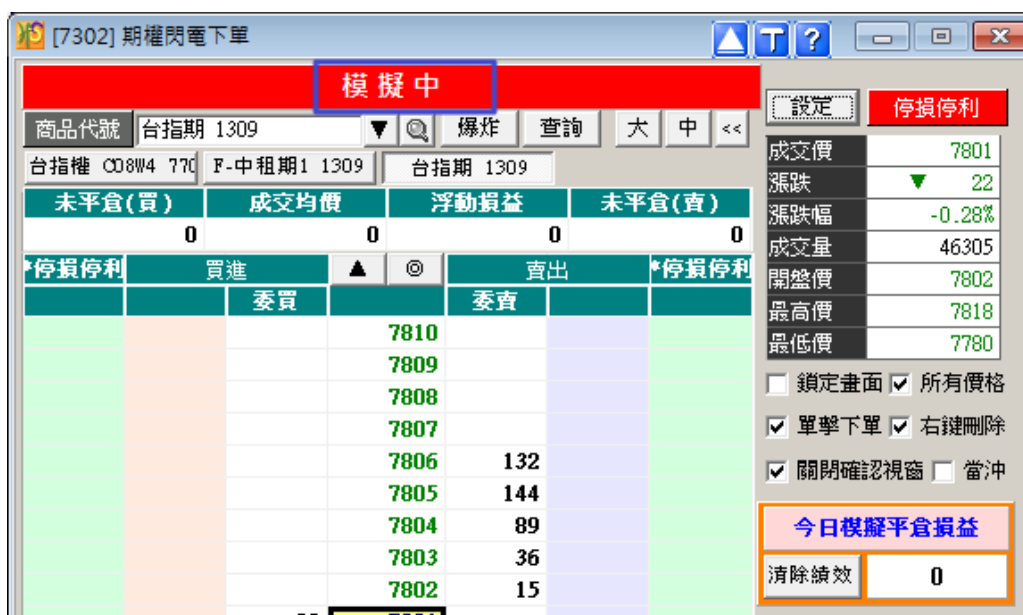 [7302] 期權閃電下單
T ?
模擬中
商品代號 台指期 1309 ▼ 爆炸 查詢 大 中 <<
台指權 C08W4 770 F-中租期1 1309 台指期 1309
未平倉(買) 成交均價 浮動損益 未平倉(賣)
0 0 0 0
*停損停利 買進 ▲ ◎ 賣出 *停損停利
委買 委賣
7810
7809
7808
7807
7806 132
7805 144
7804 89
7803 36
7802 15
設定 停損停利
成交價 7801
漲跌 ▼ 22
漲跌幅 -0.28%
成交量 46305
開盤價 7802
最高價 7818
最低價 7780
鎖定畫面 所有價格
單擊下單 右鍵刪除
關閉確認視窗 當沖
今日模擬平倉損益
清除績效 0